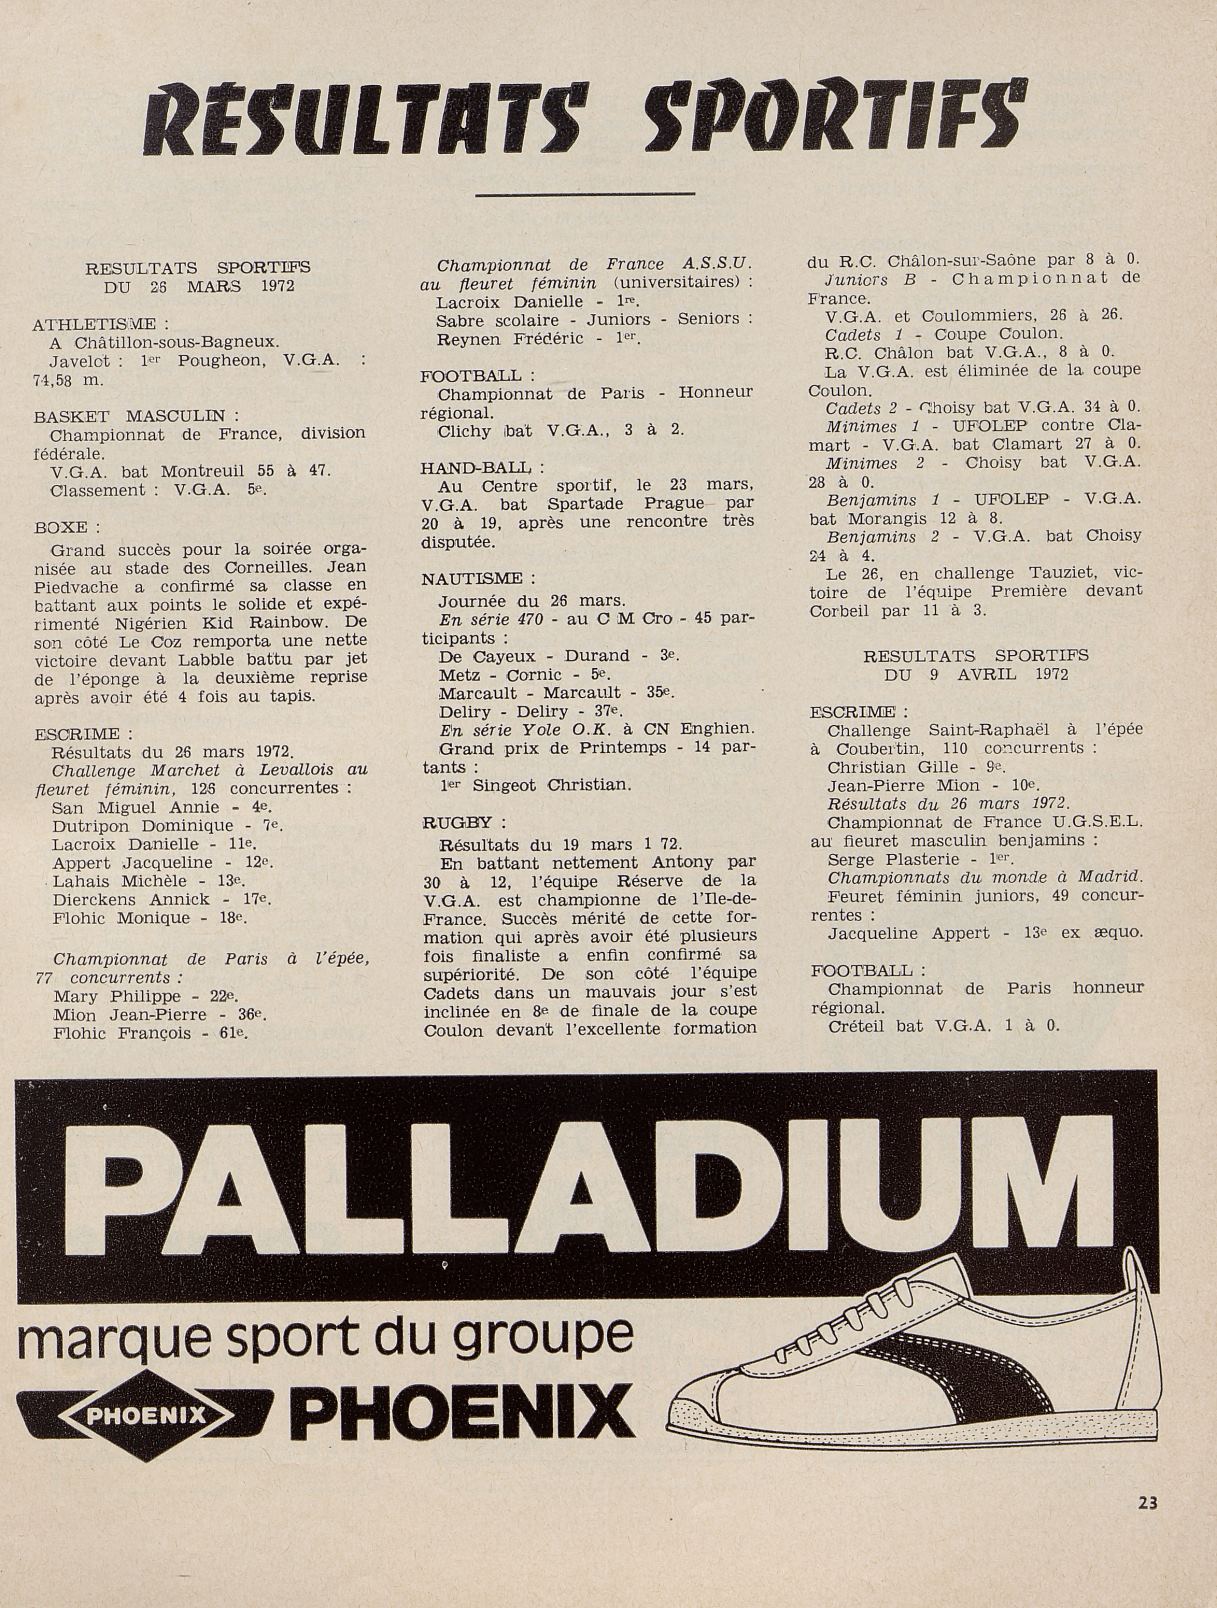 RÉSULTATS SPORTIFS
RESULTATS SPORTIFS
DU 26 MARS 1972
ATHLETISME :
A Châtillon-sous-Bagneux.
Javelot : 1er Pougheon, V.G.A. :
74,58 m.
BASKET MASCULIN :
Championnat de France, division
fédérale.
V.G.A. bat Montreuil 55 à 47.
Classement : V.G.A. 5e.
BOXE :
Grand succès pour la soirée orga-
nisée au stade des Corneilles. Jean
Piedvache a confirmé sa classe en
battant aux points le solide et expé-
rimenté Nigérien Kid Rainbow. De
son côté Le Coz remporta une nette
victoire devant Labble battu par jet
de l'éponge à la deuxième reprise
après avoir été 4 fois au tapis.
ESCRIME :
Résultats du 26 mars 1972.
Challenge Marchet à Levallois au
fleuret féminin, 126 concurrentes :
San Miguel Annie - 4e.
Dutripon Dominique - 7e.
Lacroix Danielle - 11e.
Appert Jacqueline - 12e.
Lahais Michèle - 13e.
Dierckens Annick - 17e.
Flohic Monique - 18e.
Championnat de Paris à l'épée,
77 concurrents :
Mary Philippe - 22e.
Mion Jean-Pierre - 36e.
Flohic François - 61e.
Championnat de France A.S.S.U.
au fleuret féminin (universitaires) :
Lacroix Danielle - 1re.
Sabre scolaire - Juniors - Seniors :
Reynen Frédéric - 1er.
FOOTBALL :
Championnat de Paris - Honneur
régional.
Clichy bat V.G.A., 3 à 2.
HAND-BALL :
Au Centre sportif, le 23 mars,
V.G.A. bat Spartade Prague par
20 à 19, après une rencontre très
disputée.
NAUTISME :
Journée du 26 mars.
En série 470 - au C M Cro - 45 par-
ticipants :
De Cayeux - Durand - 3e.
Metz - Cornic - 5e.
Marcault - Marcault - 35e.
Deliry - Deliry - 37e.
En série Yole O.K. à CN Enghien.
Grand prix de Printemps - 14 par-
tants :
1er Singeot Christian.
RUGBY :
Résultats du 19 mars 1 72.
En battant nettement Antony par
30 à 12, l'équipe Réserve de la
V.G.A. est championne de l'Ile-de-
France. Succès mérité de cette for-
mation qui après avoir été plusieurs
fois finaliste a enfin confirmé sa
supériorité. De son côté l'équipe
Cadets dans un mauvais jour s'est
inclinée en 8e de finale de la coupe
Coulon devant l'excellente formation
du R.C. Châlon-sur-Saône par 8 à 0.
Juniors B - Championnat de
France.
V.G.A. et Coulommiers, 26 à 26.
Cadets 1 - Coupe Coulon.
R.C. Châlon bat V.G.A., 8 à 0.
La V.G.A. est éliminée de la coupe
Coulon.
Cadets 2 - Choisy bat V.G.A. 34 à 0.
Minimes 1 - UFOLEP contre Cla-
mart - V.G.A. bat Clamart 27 à 0.
Minimes 2 - Choisy bat V.G.A.
28 à 0.
Benjamins 1 - UFOLEP - V.G.A.
bat Morangis 12 à 8.
Benjamins 2 - V.G.A. bat Choisy
24 à 4.
Le 26, en challenge Tauziet, vic-
toire de l'équipe Première devant
Corbeil par 11 à 3.
RESULTATS SPORTIFS
DU 9 AVRIL 1972
ESCRIME :
Challenge Saint-Raphaël à l'épée
à Coubertin, 110 concurrents :
Christian Gille - 9e.
Jean-Pierre Mion - 10e.
Résultats du 26 mars 1972.
Championnat de France U.G.S.E.L.
au fleuret masculin benjamins :
Serge Plasterie - 1er.
Championnats du monde à Madrid.
Feuret féminin juniors, 49 concur-
rentes :
Jacqueline Appert - 13e ex æquo.
FOOTBALL :
Championnat de Paris honneur
régional.
Créteil bat V.G.A. 1 à 0.
PALLADIUM
marque sport du groupe
PHOENIX PHOENIX
23